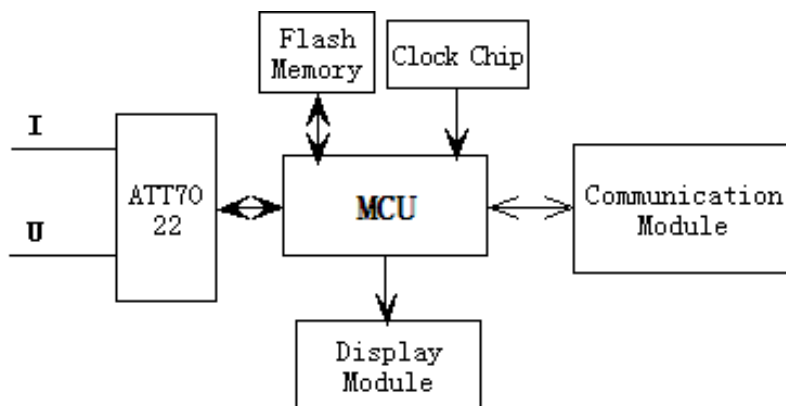 Flash
Memory
Clock Chip
I
ATT70
22
U
MCU
Communication
Module
Display
Module